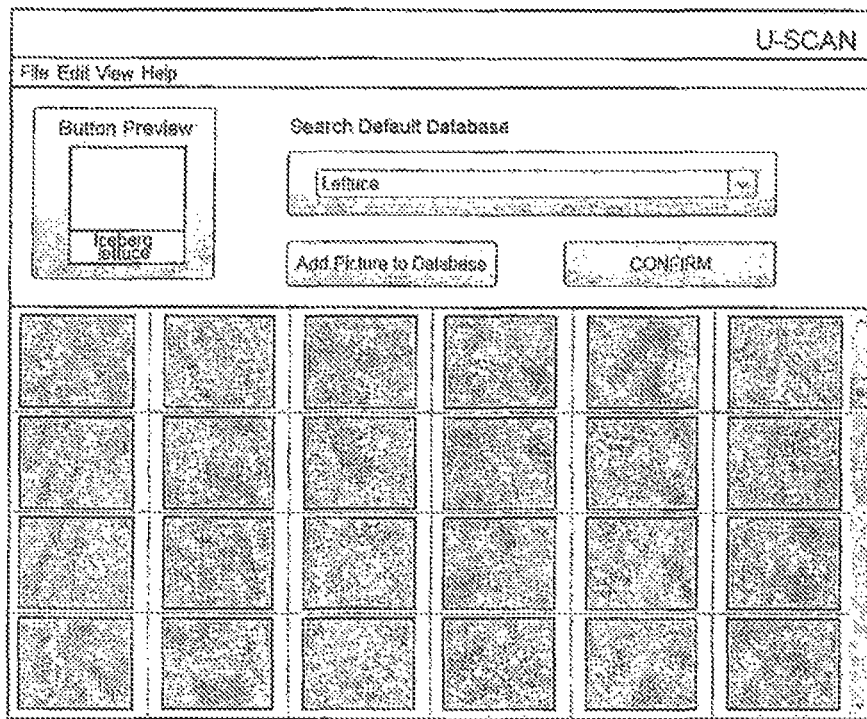 U-SCAN
File Edit View Help
Button Preview
Iceberg
lettuce
Search Default Database
Lettuce
Add Picture to Database
CONFIRM